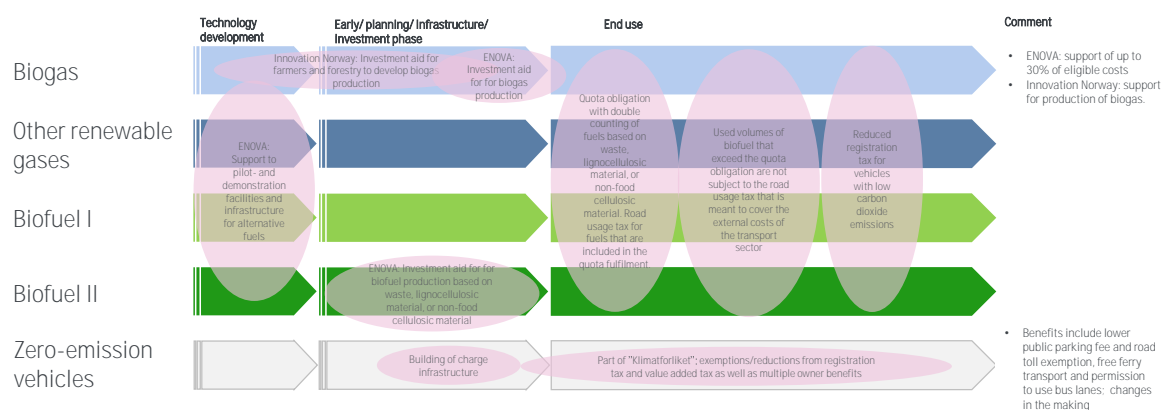 Technology
development
Early/ planning/ infrastructure/
Investment phase
End use
Comment
Biogas
Innovation Norway: Investment aid for
farmers and forestry to develop biogas
production
ENOVA:
Investment
aid
for for biogas
production
• ENOVA: support of up to
30% of eligible costs
• Innovation Norway: support
for production of biogas.
Other renewable
gases
ENOVA:
Support to
pilot- and
demonstration
facilities and
infrastructure
for alternative
fuels
Quota obligation
with double
counting of
fuels based on
waste,
lignocellulosic
material, or
non-food
cellulosic
material. Road
usage tax for
fuels that are
included in the
quota fulfilment
Used volumes of
biofuel that
exceed the quota
obligation are not
subject to the road
usage tax that is
meant to cover the
external costs of
the transport
sector
Reduced
registration
tax for
vehicles
with low
carbon
dioxide
emissions
Biofuel I
Biofuel II
ENOVA: Investment aid for for
biofuel production based on
waste, lignocellulosic
material, or non-food
cellulosic material
Zero-emission
vehicles
Building of charge
infrastructure
Part of "Klimatforliket"; exemptions/reductions from registration
tax and value added tax as well as multiple owner benefits
• Benefits include lower
public parking fee and road
toll exemption, free ferry
transport and permission
to use bus lanes; changes
in the making